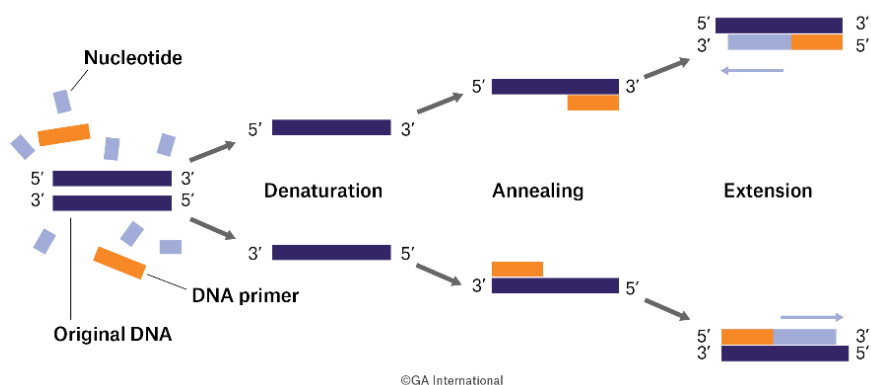 Nucleotide
5′ 3′
3′ 5′
DNA primer
Original DNA
5′ 3′
Denaturation
3′ 5′
5′ 3′
Annealing
3′ 5′
5′ 3′
3′ 5′
Extension
5′ 3′
3′ 5′
©GA International